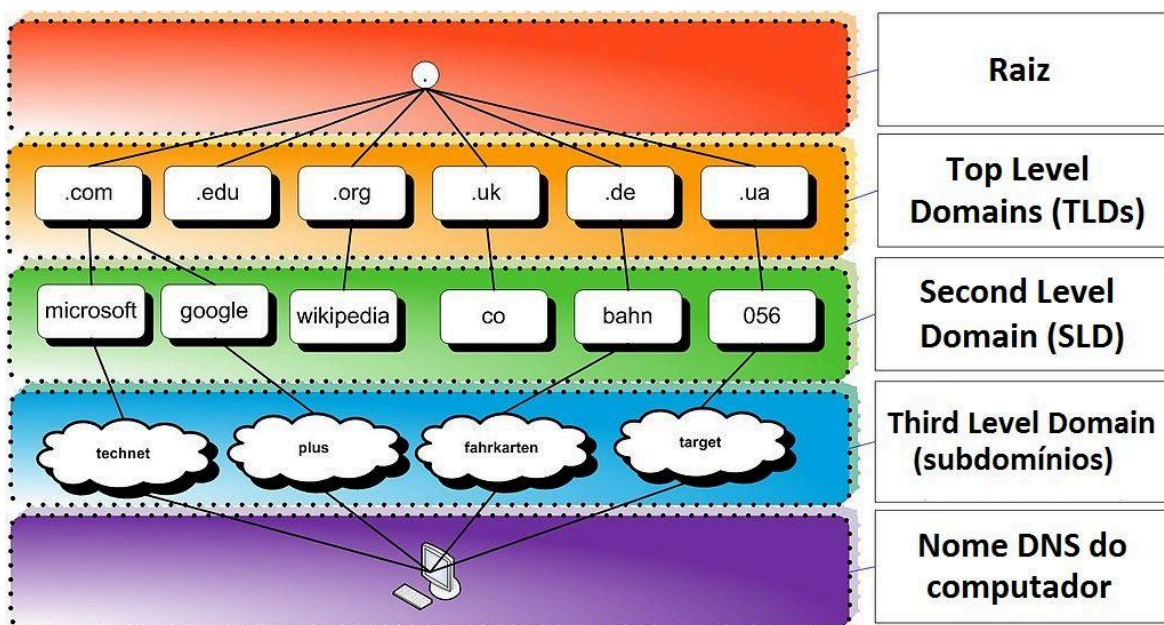 .
Raiz
.com
.edu
.org
.uk
.de
.ua
Top Level
Domains (TLDs)
microsoft
google
wikipedia
co
bahn
056
Second Level
Domain (SLD)
technet
plus
fahrkarten
target
Third Level Domain
(subdomínios)
Nome DNS do
computador